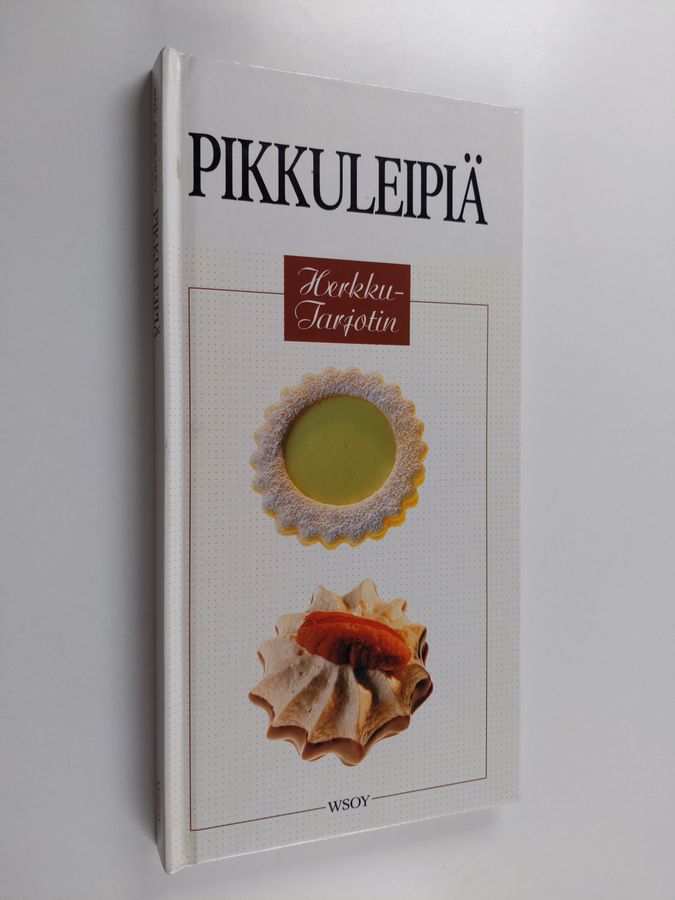 PIKKULEIPIÄ
Herkku-
Tarjotin
WSOY
PIKKULEIPIÄ